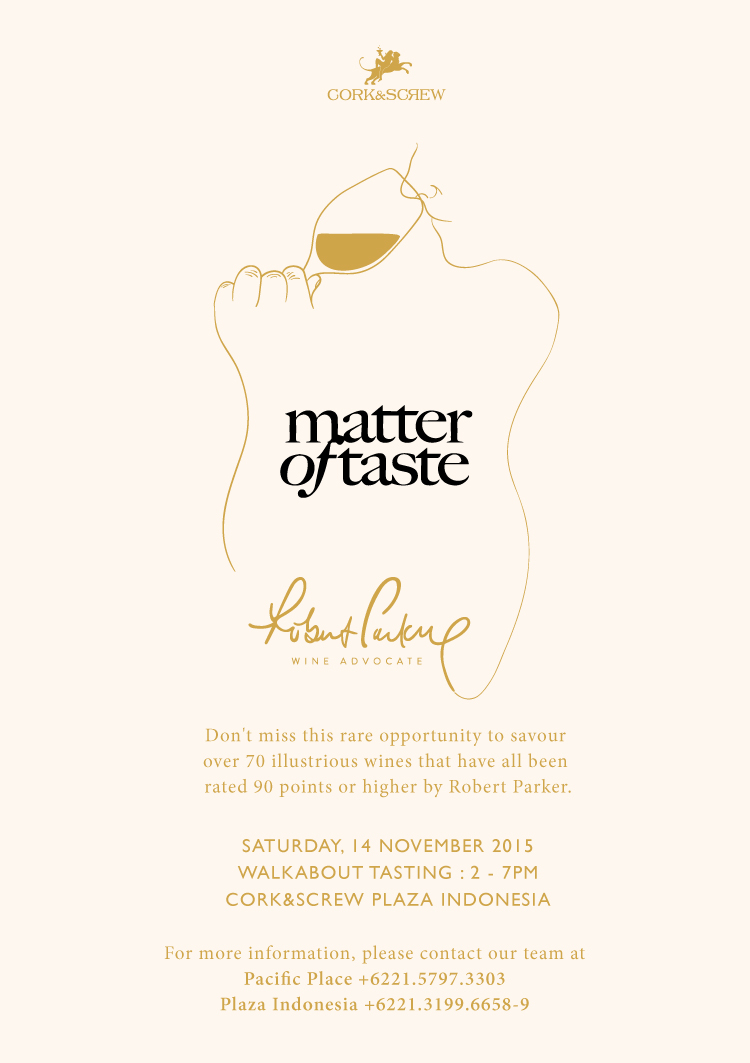 CORK&SCREW
matter
of taste
Robert Parker
WINE ADVOCATE
Don't miss this rare opportunity to savour
over 70 illustrious wines that have all been
rated 90 points or higher by Robert Parker.
SATURDAY, 14 NOVEMBER 2015
WALKABOUT TASTING : 2 - 7PM
CORK&SCREW PLAZA INDONESIA
For more information, please contact our team at
Pacific Place +6221.5797.3303
Plaza Indonesia +6221.3199.6658-9